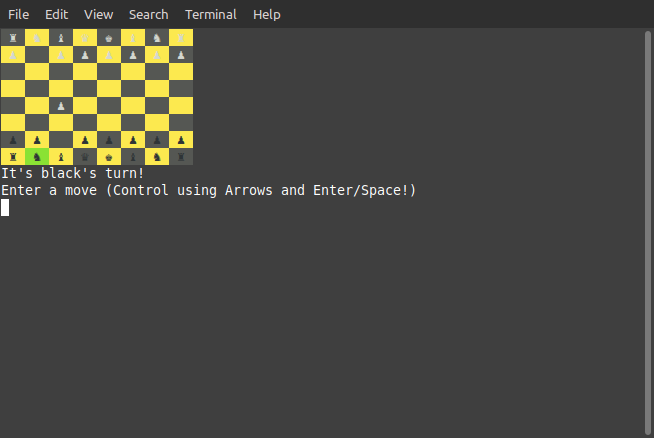 File Edit View Search Terminal Help
It's black's turn!
Enter a move (Control using Arrows and Enter/Space!)